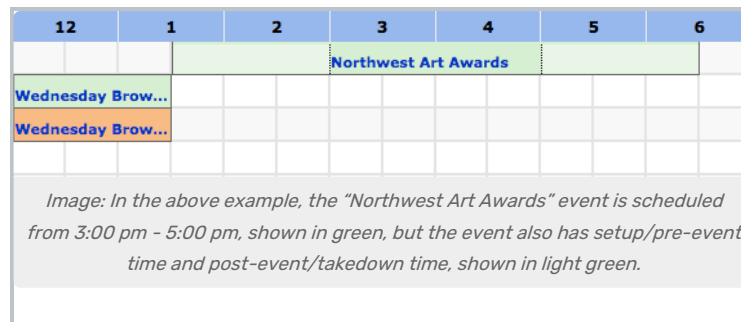 12 1 2 3 4 5 6
Northwest Art Awards
Wednesday Brow...
Wednesday Brow...
Image: In the above example, the “Northwest Art Awards” event is scheduled
from 3:00 pm - 5:00 pm, shown in green, but the event also has setup/pre-event
time and post-event/takedown time, shown in light green.